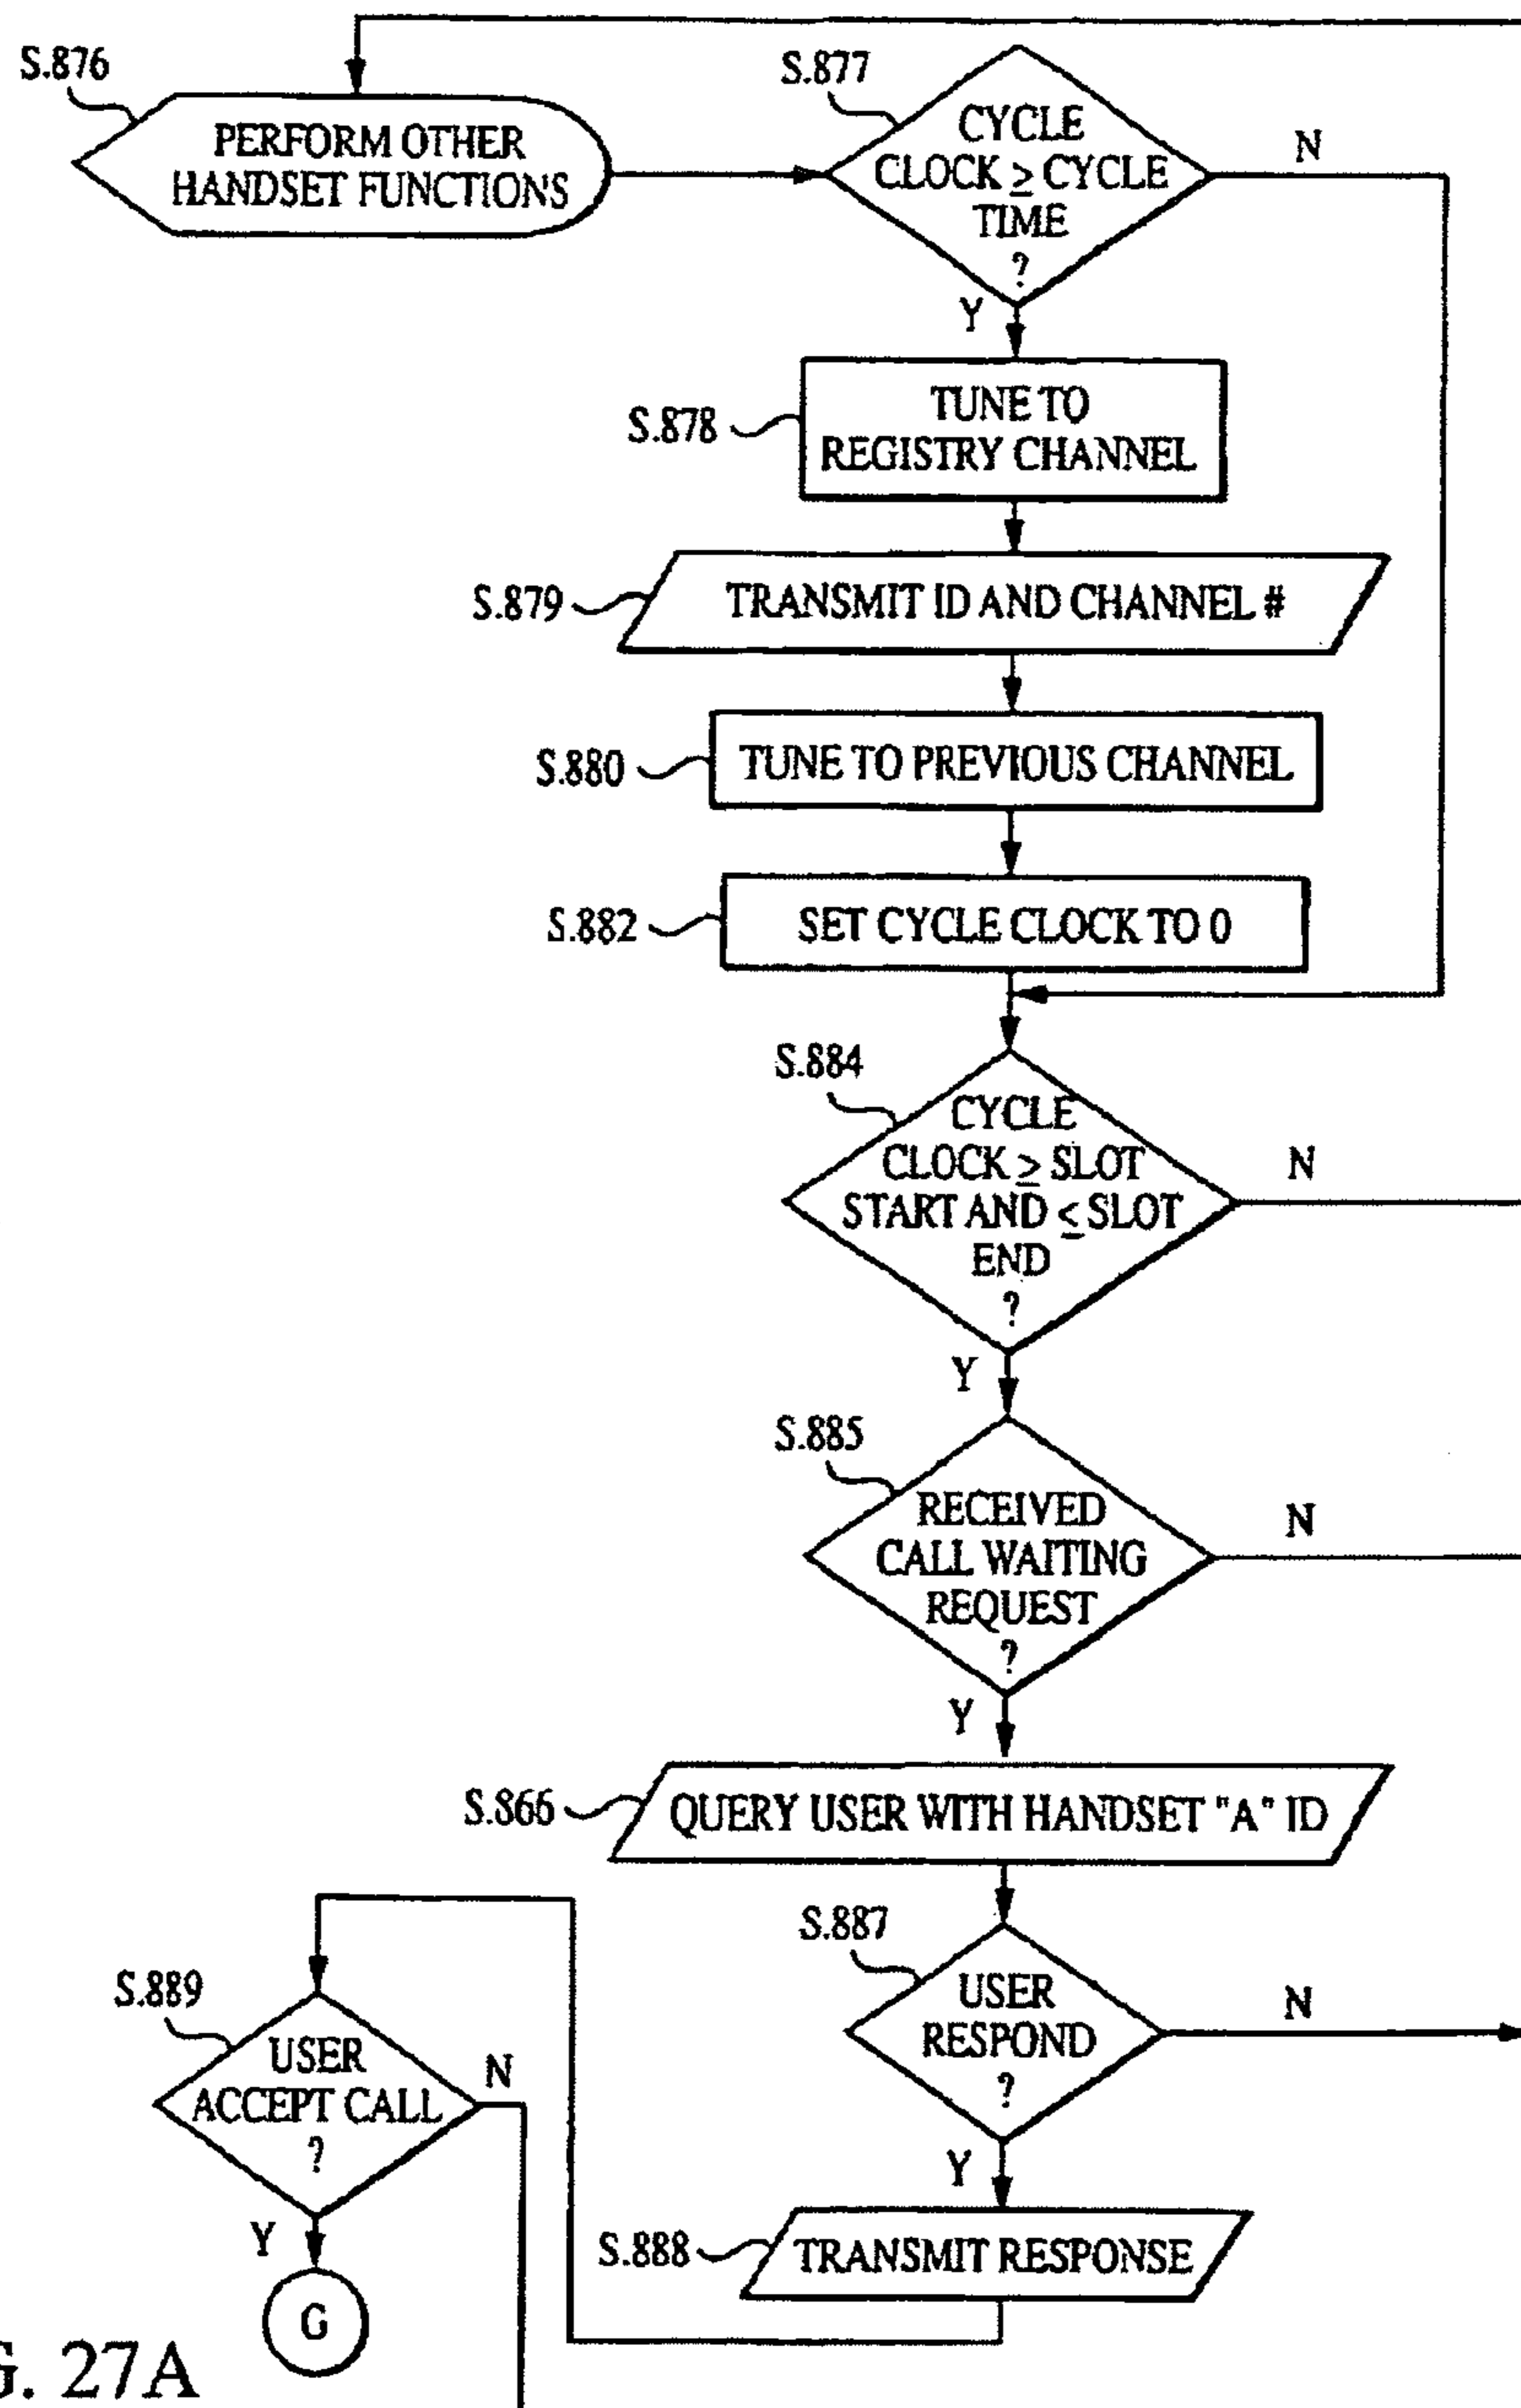 S.876
PERFORM OTHER
HANDSET FUNCTIONS
S.877
CYCLE
CLOCK ≥ CYCLE
TIME
?
N
Y
S.878
TUNE TO
REGISTRY CHANNEL
S.879
TRANSMIT ID AND CHANNEL #
S.880
TUNE TO PREVIOUS CHANNEL
S.882
SET CYCLE CLOCK TO 0
S.884
CYCLE
CLOCK ≥ SLOT
START AND ≤ SLOT
END
?
N
Y
S.885
RECEIVED
CALL WAITING
REQUEST
?
N
Y
S.866
QUERY USER WITH HANDSET "A" ID
S.887
USER
RESPOND
?
N
Y
S.888
TRANSMIT RESPONSE
S.889
USER
ACCEPT CALL
?
N
Y
G
G. 27A